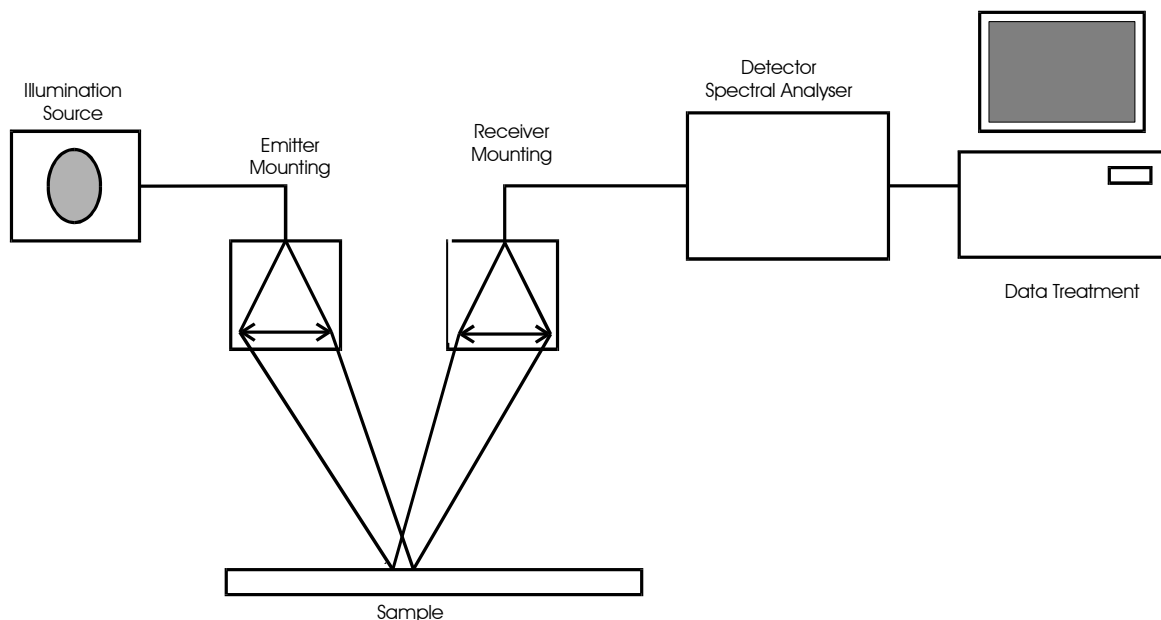 Illumination
Source
Emitter
Mounting
Receiver
Mounting
Detector
Spectral Analyser
Data Treatment
Sample